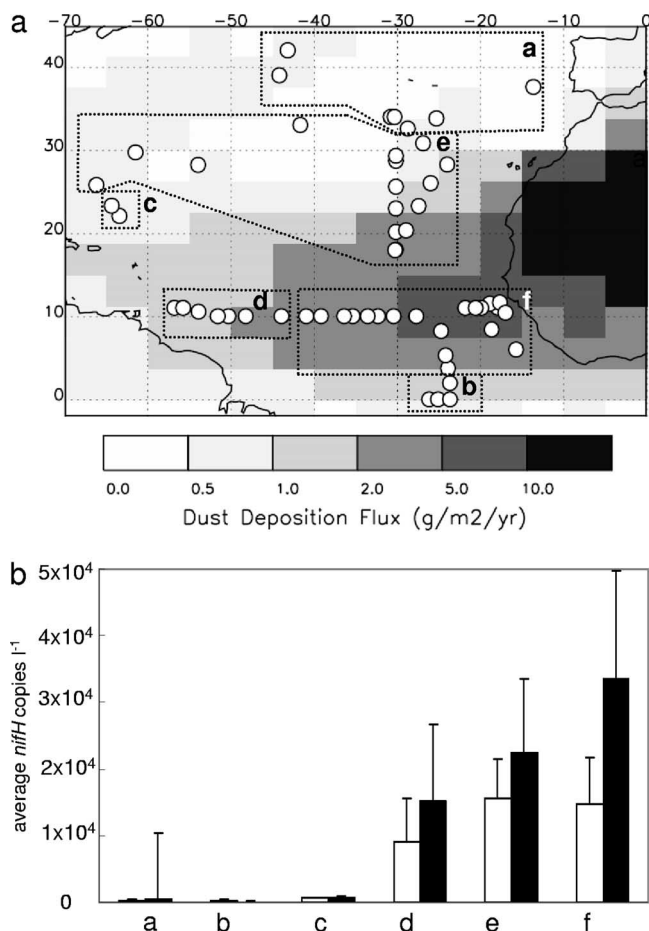 a
-70 -60 -50 -40 -30 -20 -10 0
40
30
20
10
0
a
e
c
d
f
b
0.0 0.5 1.0 2.0 5.0 10.0
Dust Deposition Flux (g/m2/yr)
b
5x10⁴
4x10⁴
3x10⁴
2x10⁴
1x10⁴
0
average nifH copies l⁻¹
a b c d e f